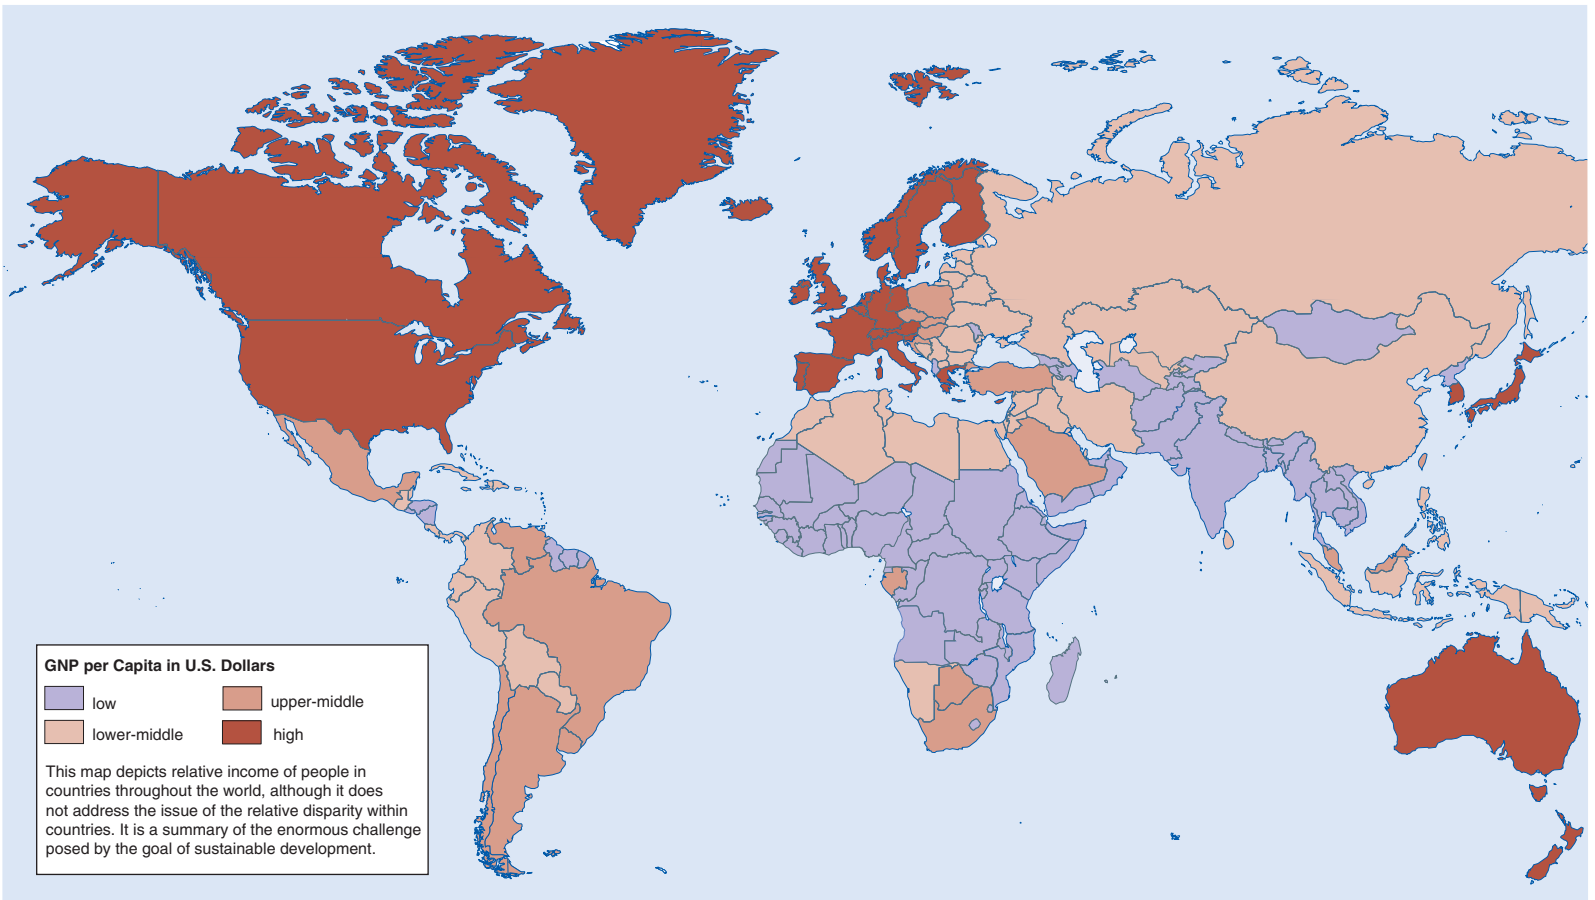 GNP per Capita in U.S. Dollars
low
upper-middle
lower-middle
high
This map depicts relative income of people in
countries throughout the world, although it does
not address the issue of the relative disparity within
countries. It is a summary of the enormous challenge
posed by the goal of sustainable development.